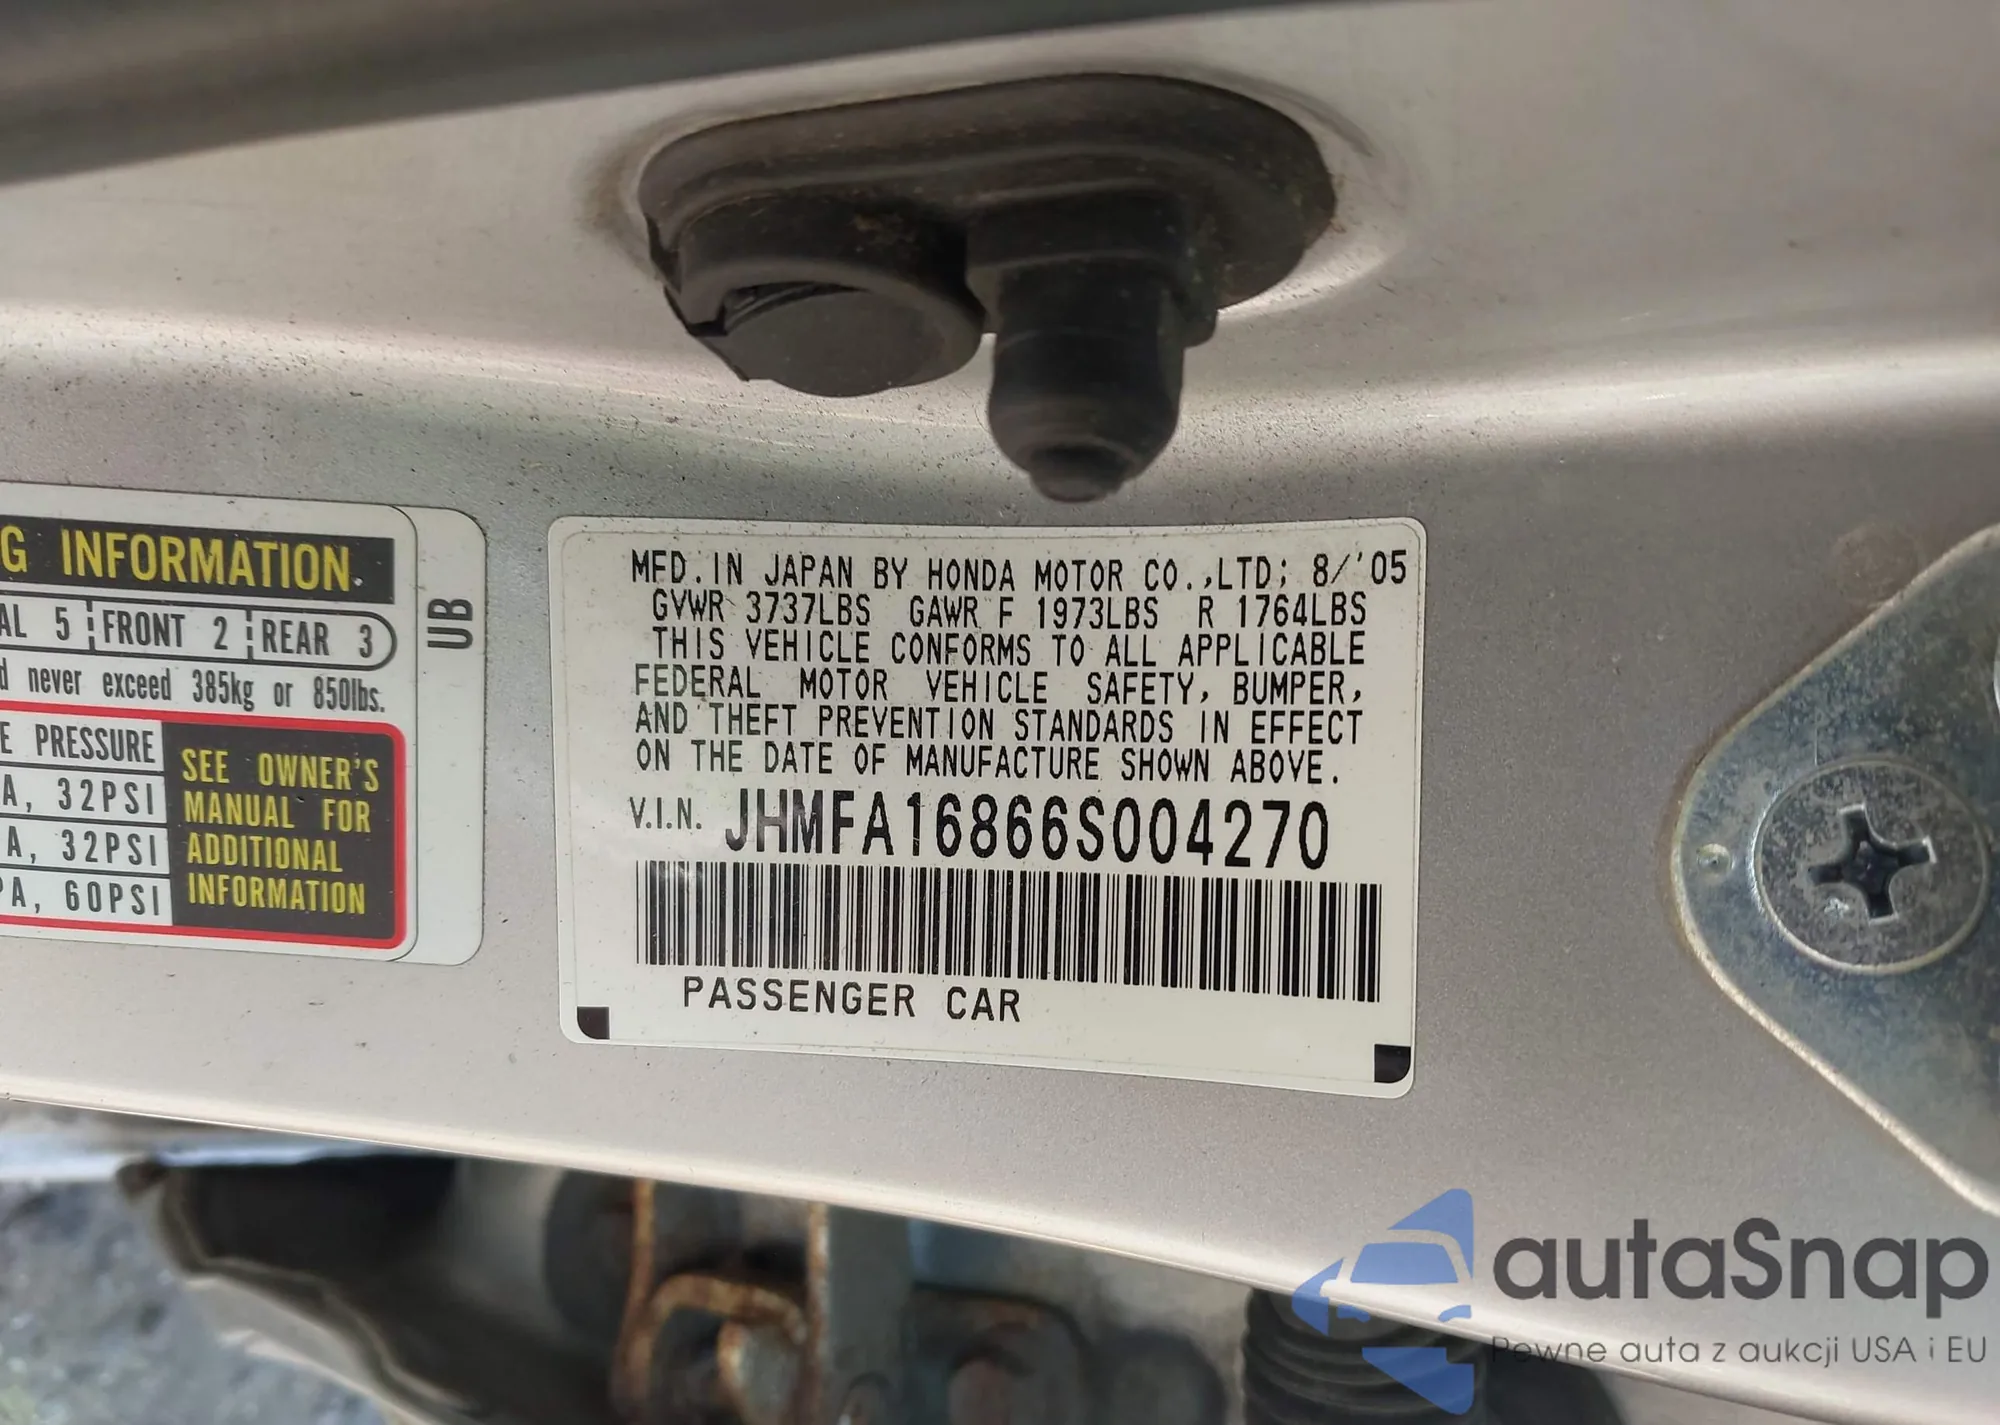 G INFORMATION
AL 5 FRONT 2 REAR 3
d never exceed 385kg or 850lbs.
E PRESSURE
A, 32PSI
A, 32PSI
PA, 60PSI
SEE OWNER'S
MANUAL FOR
ADDITIONAL
INFORMATION
UB
MFD. IN JAPAN BY HONDA MOTOR CO.,LTD; 8/'05
GVWR 3737LBS GAWR F 1973LBS R 1764LBS
THIS VEHICLE CONFORMS TO ALL APPLICABLE
FEDERAL MOTOR VEHICLE SAFETY, BUMPER,
AND THEFT PREVENTION STANDARDS IN EFFECT
ON THE DATE OF MANUFACTURE SHOWN ABOVE.
V.I.N. JHMFA16866S004270
PASSENGER CAR
autaSnap
Pewne auta z aukcji USA i EU